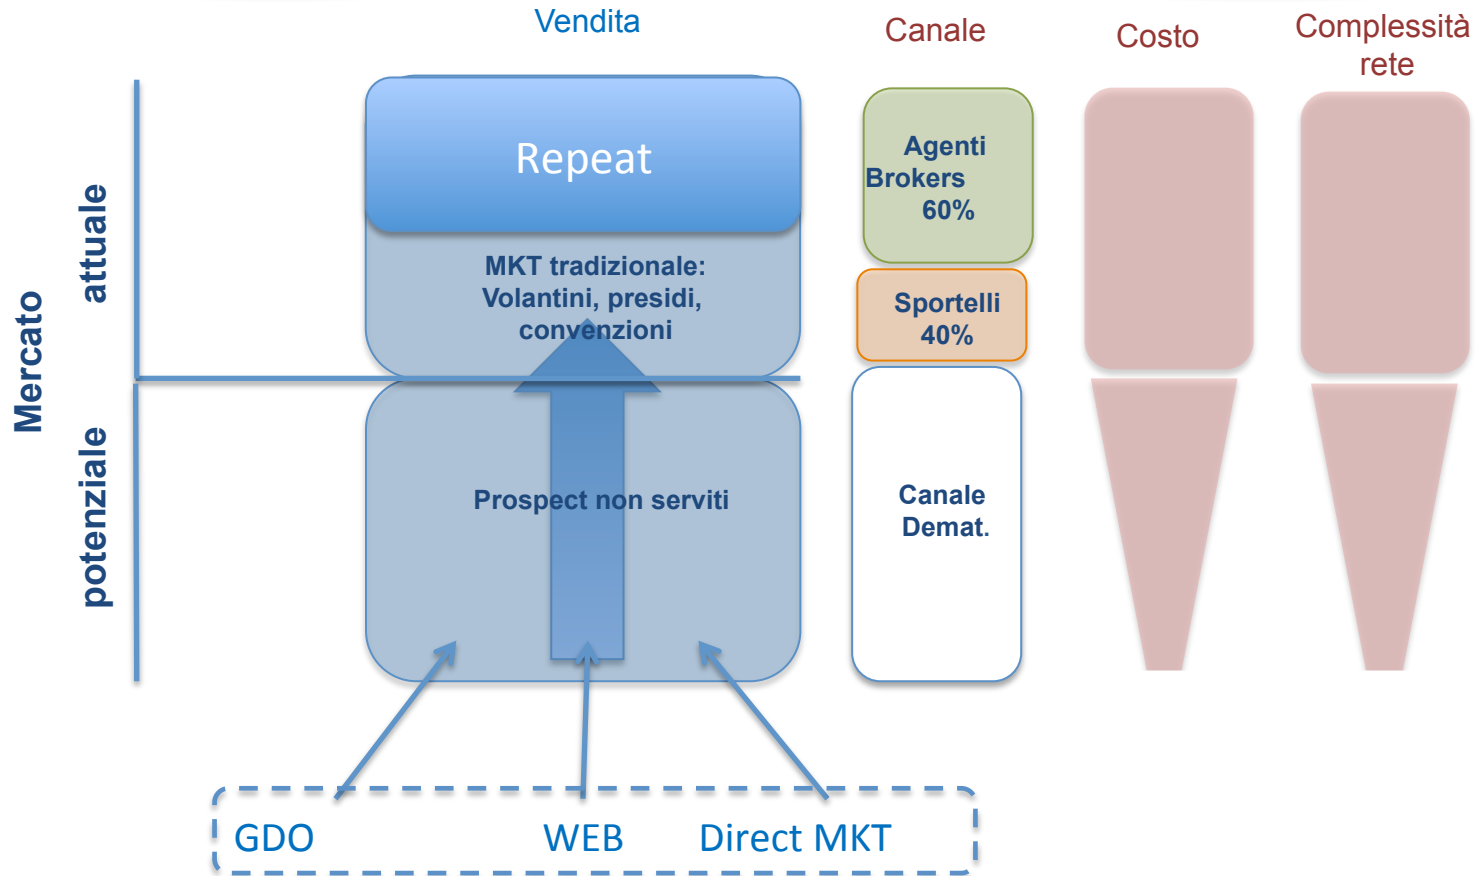 Vendita
Canale
Costo
Complessità
rete
Mercato
attuale
potenziale
Repeat
MKT tradizionale:
Volantini, presidi,
convenzioni
Prospect non serviti
Agenti
Brokers
60%
Sportelli
40%
Canale
Demat.
GDO
WEB
Direct MKT